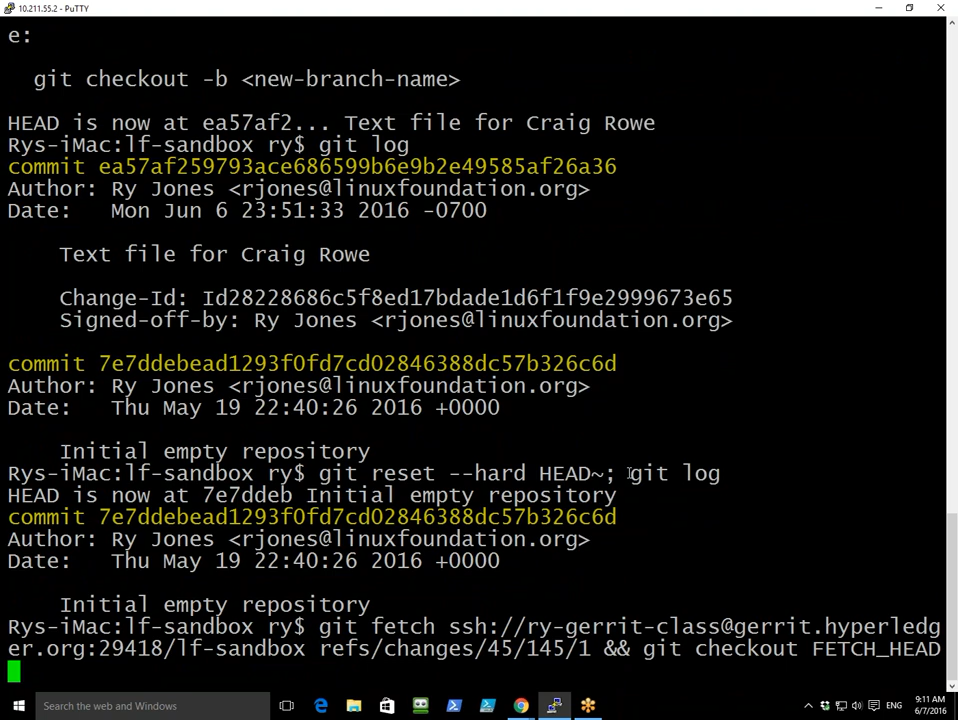 10.211.55.2 - PuTTY
e:
git checkout -b <new-branch-name>
HEAD is now at ea57af2... Text file for Craig Rowe
Rys-iMac:lf-sandbox ry$ git log
commit ea57af259793ace686599b6e9b2e49585af26a36
Author: Ry Jones <rjones@linuxfoundation.org>
Date:   Mon Jun 6 23:51:33 2016 -0700
Text file for Craig Rowe
Change-Id: Id28228686c5f8ed17bdade1d6f1f9e2999673e65
Signed-off-by: Ry Jones <rjones@linuxfoundation.org>
commit 7e7ddebead1293f0fd7cd02846388dc57b326c6d
Author: Ry Jones <rjones@linuxfoundation.org>
Date:   Thu May 19 22:40:26 2016 +0000
Initial empty repository
Rys-iMac:lf-sandbox ry$ git reset --hard HEAD~; git log
HEAD is now at 7e7ddeb Initial empty repository
commit 7e7ddebead1293f0fd7cd02846388dc57b326c6d
Author: Ry Jones <rjones@linuxfoundation.org>
Date:   Thu May 19 22:40:26 2016 +0000
Initial empty repository
Rys-iMac:lf-sandbox ry$ git fetch ssh://ry-gerrit-class@gerrit.hyperledg
er.org:29418/lf-sandbox refs/changes/45/145/1 && git checkout FETCH_HEAD
Search the web and Windows
ENG
9:11 AM
6/7/2016